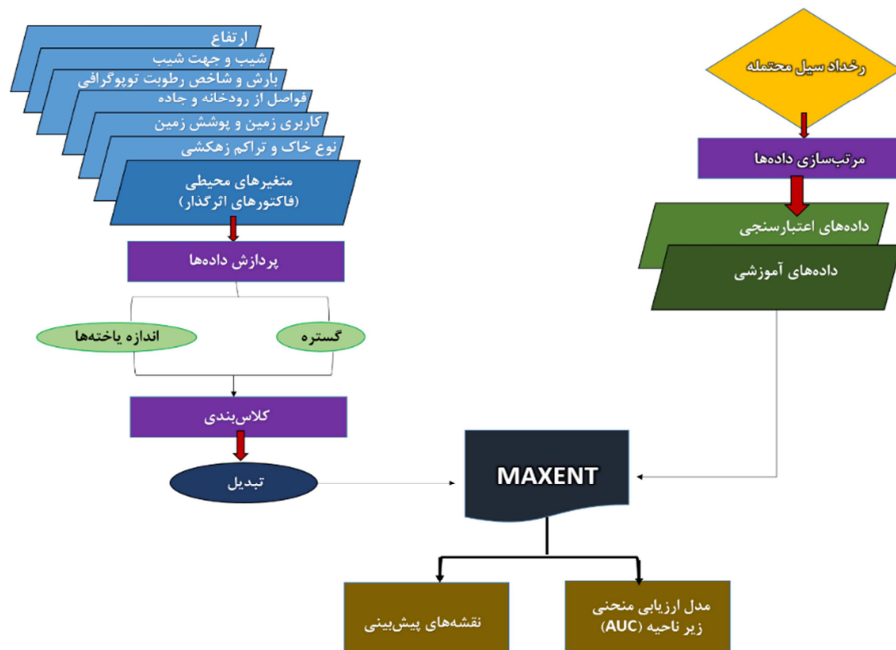 ارتفاع
شیب و جهت شیب
بارش و شاخص رطوبت توپوگرافی
فواصل از رودخانه و جاده
کاربری زمین و پوشش زمین
نوع خاک و تراکم زهکشی
متغیرهای محیطی
(فاکتورهای اثرگذار)
پردازش داده‌ها
گستره
اندازه یاخته‌ها
کلاس‌بندی
تبدیل
رخداد سیل محتمله
مرتب‌سازی داده‌ها
داده‌های اعتبارسنجی
داده‌های آموزشی
MAXENT
مدل ارزیابی منحنی
زیر ناحیه (AUC)
نقشه‌های پیش‌بینی